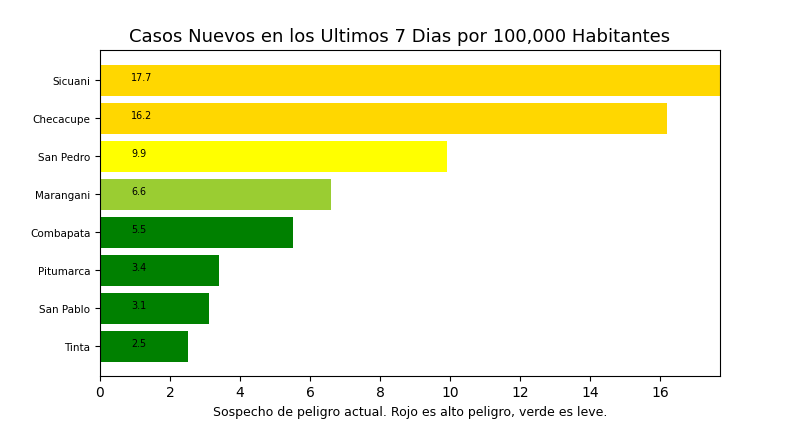 Casos Nuevos en los Ultimos 7 Dias por 100,000 Habitantes
Sicuani 17.7
Checacupe 16.2
San Pedro 9.9
Marangani 6.6
Combapata 5.5
Pitumarca 3.4
San Pablo 3.1
Tinta 2.5
0 2 4 6 8 10 12 14 16
Sospecho de peligro actual. Rojo es alto peligro, verde es leve.